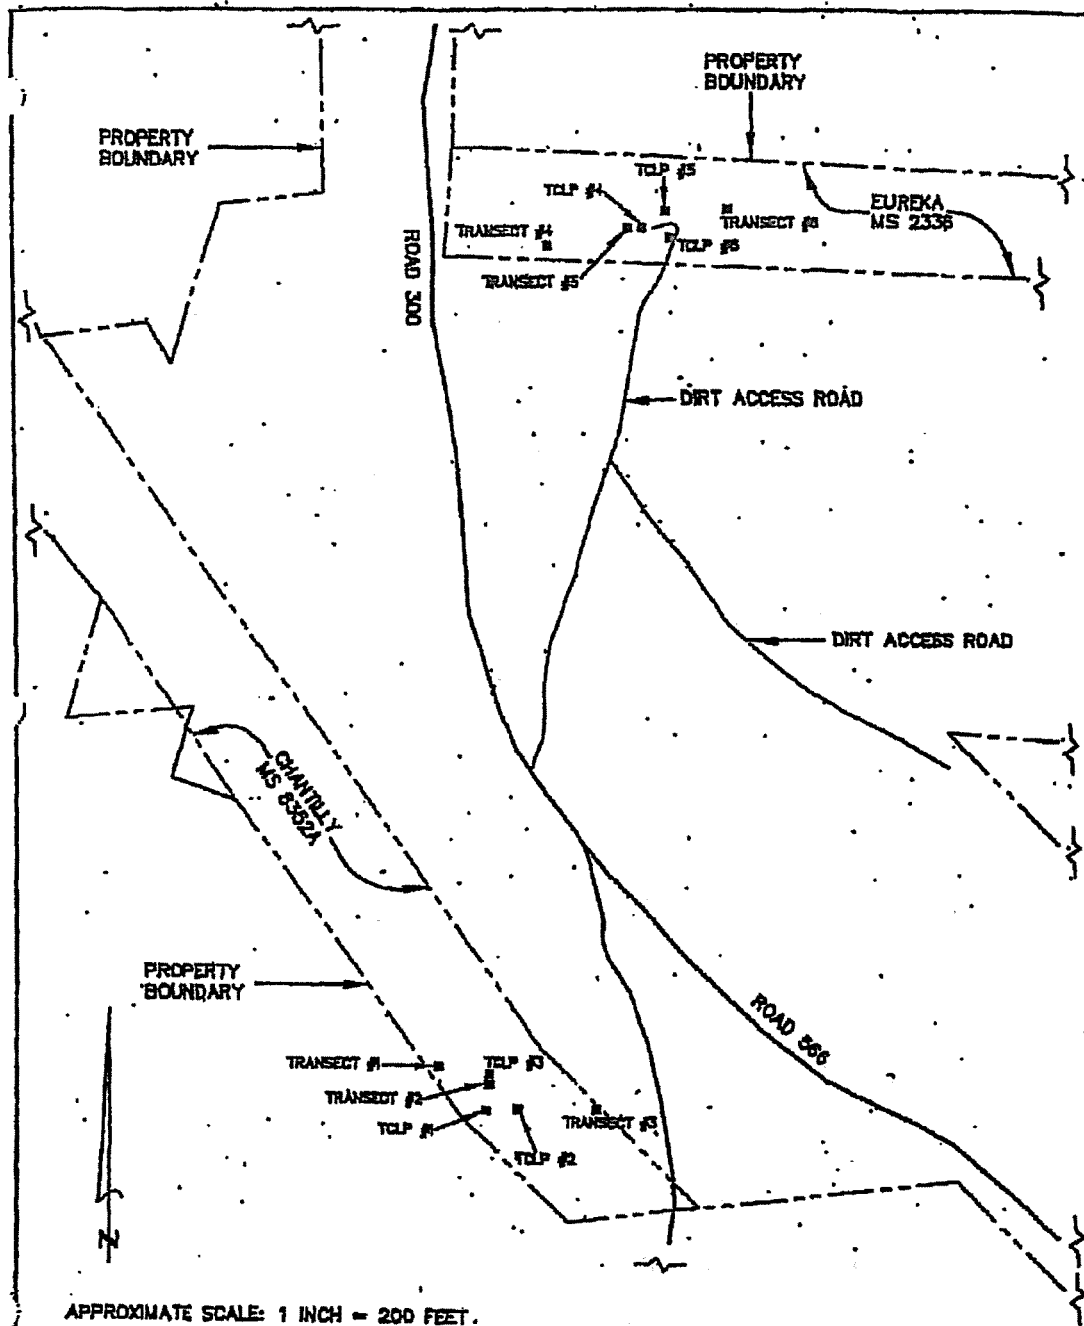 PROPERTY
BOUNDARY
PROPERTY
BOUNDARY
TCLP #5
TCLP #4
EUREKA
MS 2336
TRANSECT #4
TRANSECT #6
TCLP #6
TRANSECT #5
ROAD 300
DIRT ACCESS ROAD
DIRT ACCESS ROAD
CHANTILLY
MS 8352A
PROPERTY
BOUNDARY
ROAD 566
TRANSECT #1
TCLP #3
TRANSECT #2
TCLP #1
TRANSECT #3
TCLP #2
N
APPROXIMATE SCALE: 1 INCH = 200 FEET.